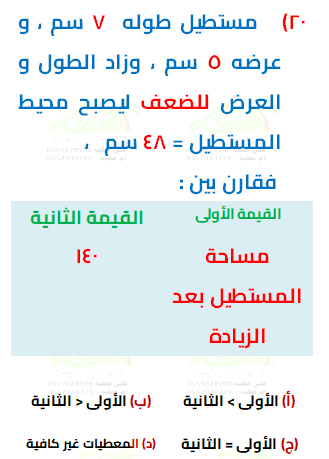 ٢٠) مستطيل طوله ٧ سم ، و
عرضه ٥ سم ، وزاد الطول و
العرض للضعف ليصبح محيط
المستطيل = ٤٨ سم ،
فقارن بين :
القيمة الأولى القيمة الثانية
مساحة ١٤٠
المستطيل بعد
الزيادة
(أ) الأولى > الثانية (ب) الأولى < الثانية
(ج) الأولى = الثانية (د) المعطيات غير كافية